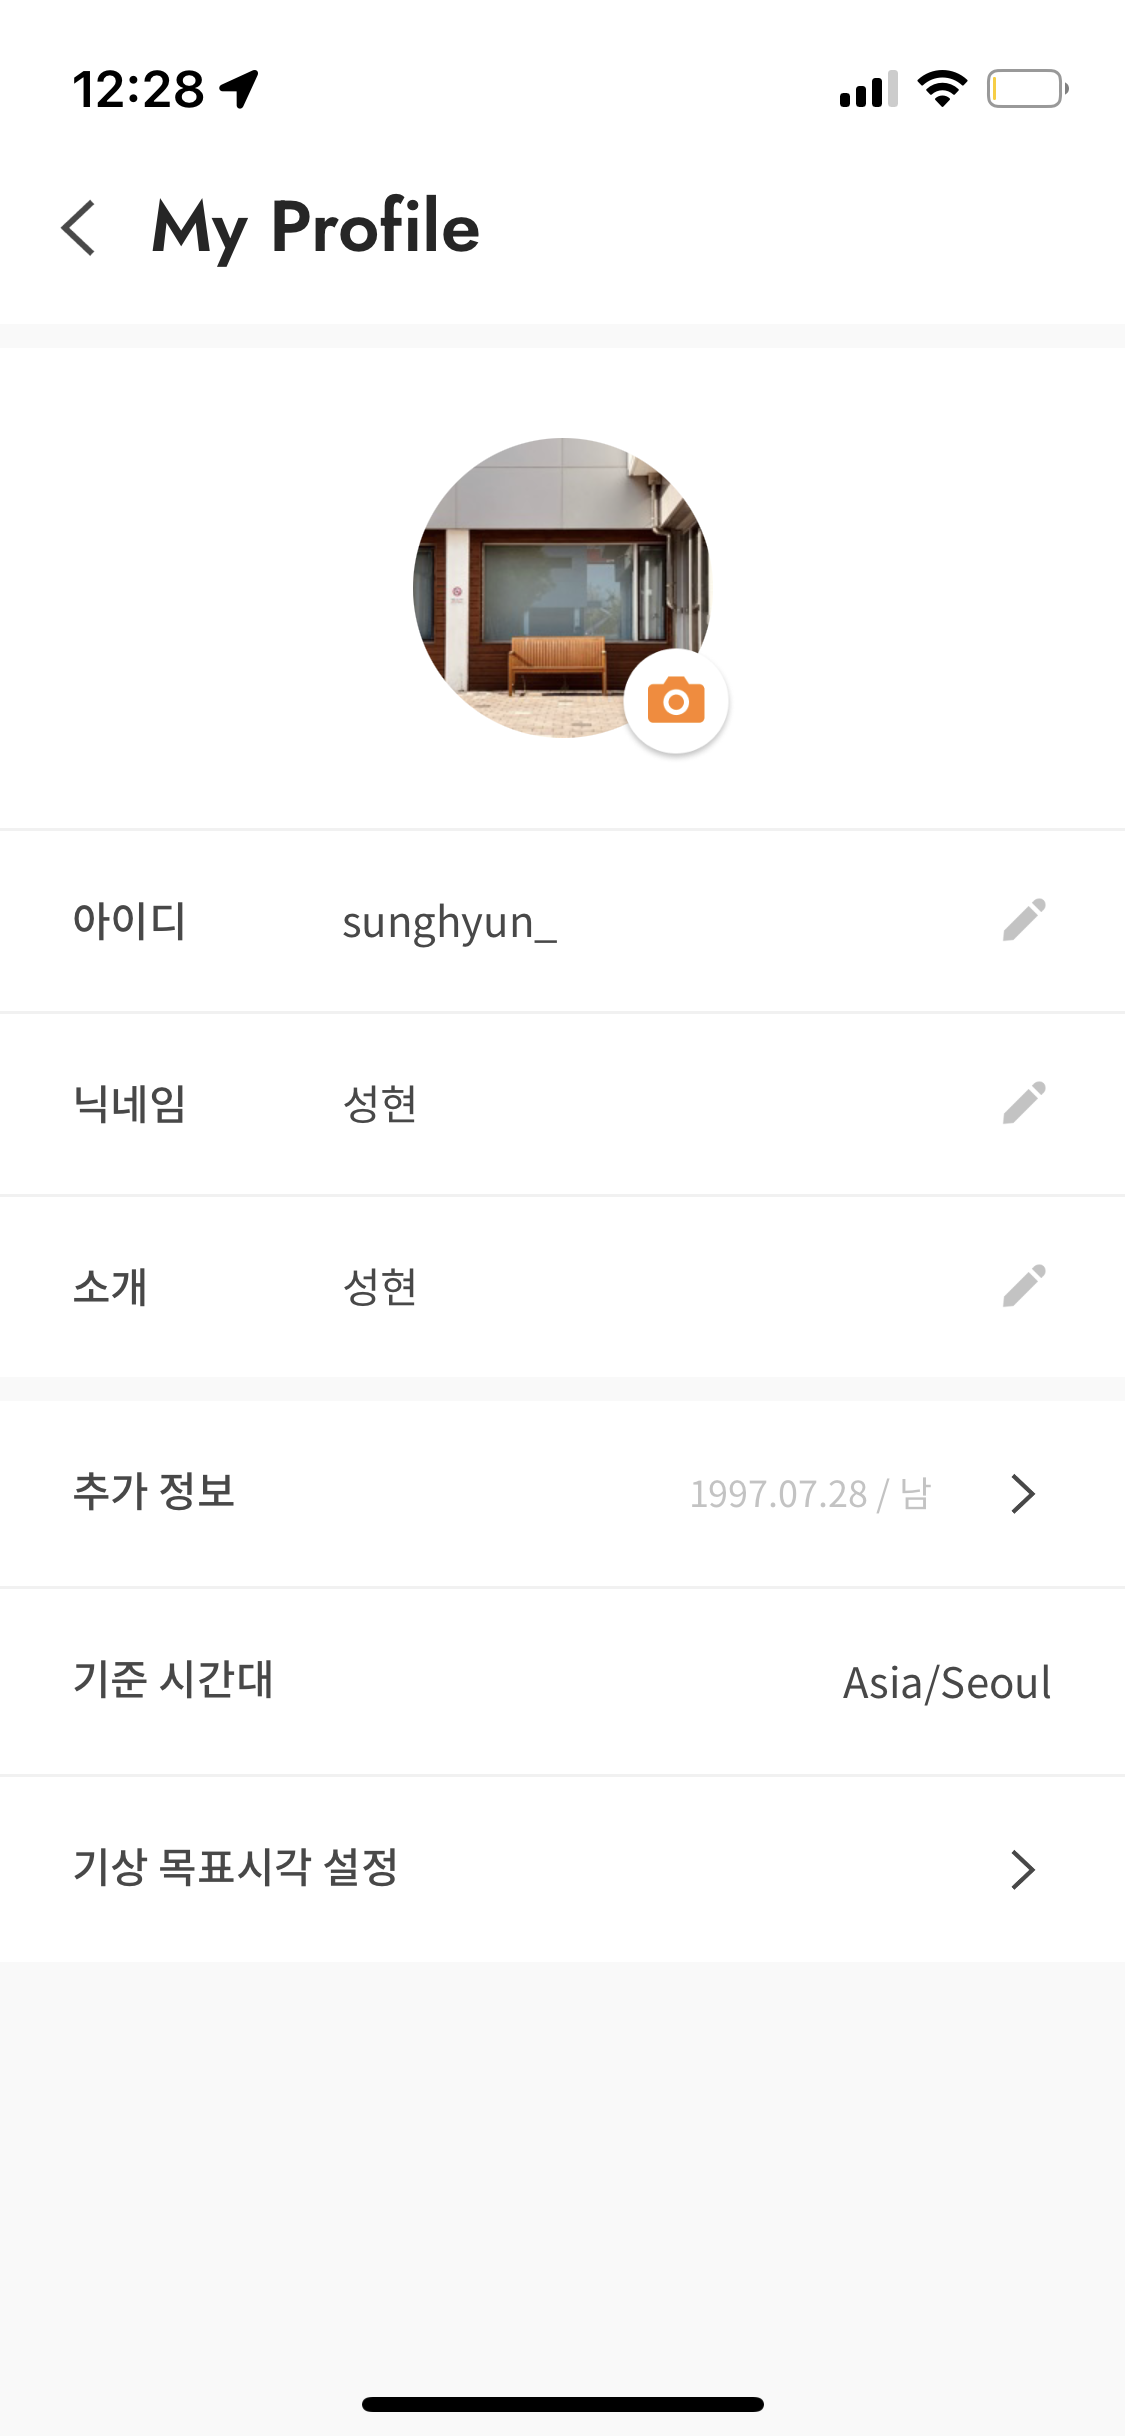 12:28
My Profile
아이디 sunghyun_
닉네임 성현
소개 성현
추가 정보 1997.07.28 / 남
기준 시간대 Asia/Seoul
기상 목표시각 설정